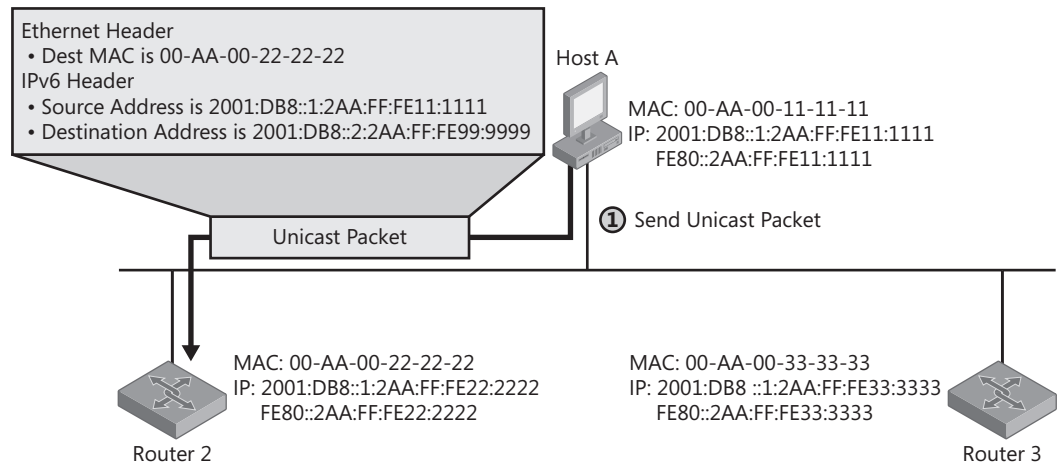 Ethernet Header
• Dest MAC is 00-AA-00-22-22-22
IPv6 Header
• Source Address is 2001:DB8::1:2AA:FF:FE11:1111
• Destination Address is 2001:DB8::2:2AA:FF:FE99:9999
Host A
MAC: 00-AA-00-11-11-11
IP: 2001:DB8::1:2AA:FF:FE11:1111
FE80::2AA:FF:FE11:1111
Unicast Packet
1 Send Unicast Packet
MAC: 00-AA-00-22-22-22
IP: 2001:DB8::1:2AA:FF:FE22:2222
FE80::2AA:FF:FE22:2222
Router 2
MAC: 00-AA-00-33-33-33
IP: 2001:DB8 ::1:2AA:FF:FE33:3333
FE80::2AA:FF:FE33:3333
Router 3